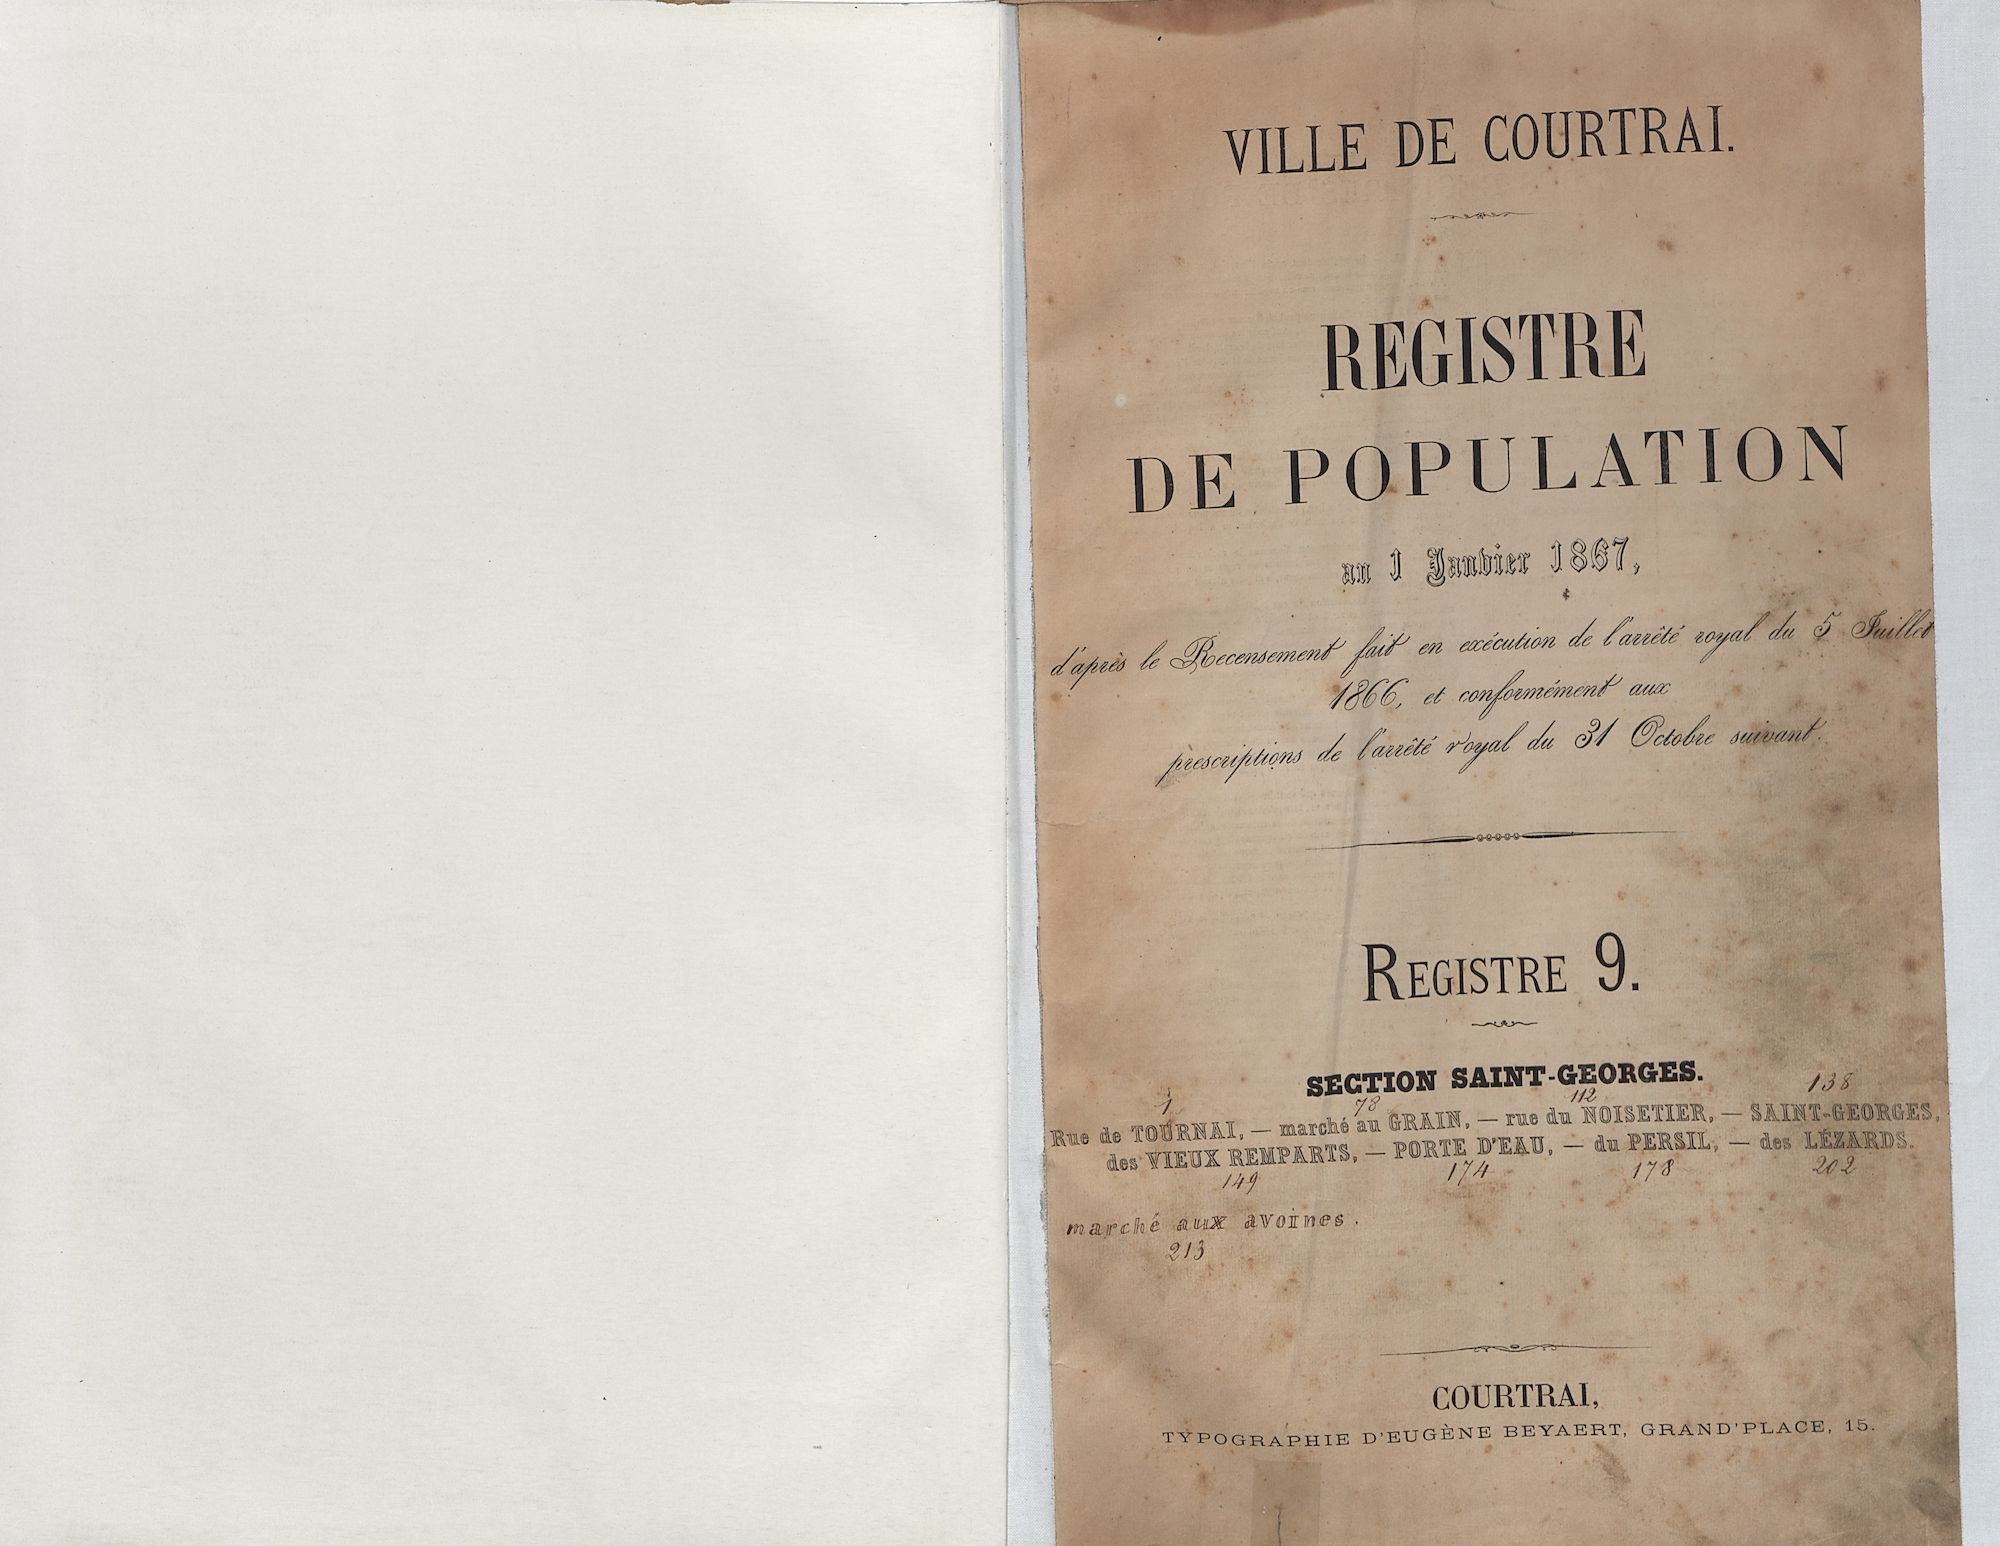 VILLE DE COURTRAI.
REGISTRE
DE POPULATION
au 1 Janvier 1867,
d'après le Recensement fait en exécution de l'arrêté royal du 5 Juillet
1866, et conformément aux
prescriptions de l'arrêté royal du 31 Octobre suivant.
REGISTRE 9.
SECTION SAINT-GEORGES.
1 78 112 138
Rue de TOURNAI, — marché au GRAIN, — rue du NOISETIER, — SAINT-GEORGES,
des VIEUX REMPARTS, — PORTE D'EAU, — du PERSIL, — des LÉZARDS.
149 174 178 202
marché aux avoines.
213
COURTRAI,
TYPOGRAPHIE D'EUGÈNE BEYAERT, GRAND'PLACE, 15.